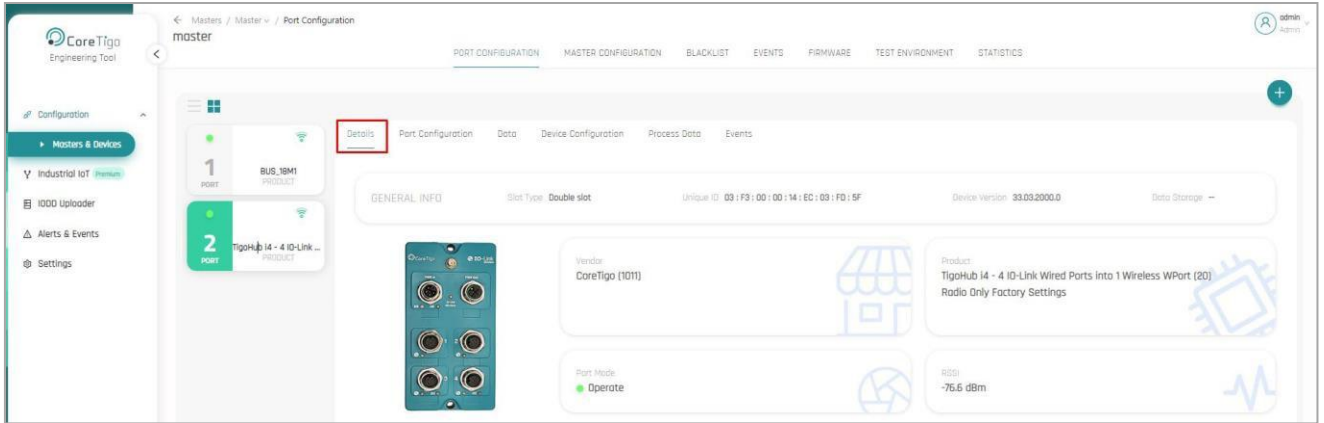 ← Masters / Master / Port Configuration
master
admin
Admin
CoreTigo
Engineering Tool
PORT CONFIGURATION MASTER CONFIGURATION BLACKLIST EVENTS FIRMWARE TEST ENVIRONMENT STATISTICS
Configuration
Masters & Devices
Industrial IoT Premium
IODD Uploader
Alerts & Events
Settings
1
PORT
BUS_18M1
PRODUCT
2
PORT
TigoHub i4 - 4 IO-Link ...
PRODUCT
Details Port Configuration Data Device Configuration Process Data Events
GENERAL INFO Slot Type Double slot Unique ID 03 : F3 : 00 : 00 : 14 : EC : 03 : FD : 5F Device Version 33.03.2000.0 Data Storage —
CoreTigo IO-Link
Vendor
CoreTigo (1011)
Product
TigoHub i4 - 4 IO-Link Wired Ports into 1 Wireless WPort (20)
Radio Only Factory Settings
Port Mode
Operate
RSSI
-76.6 dBm